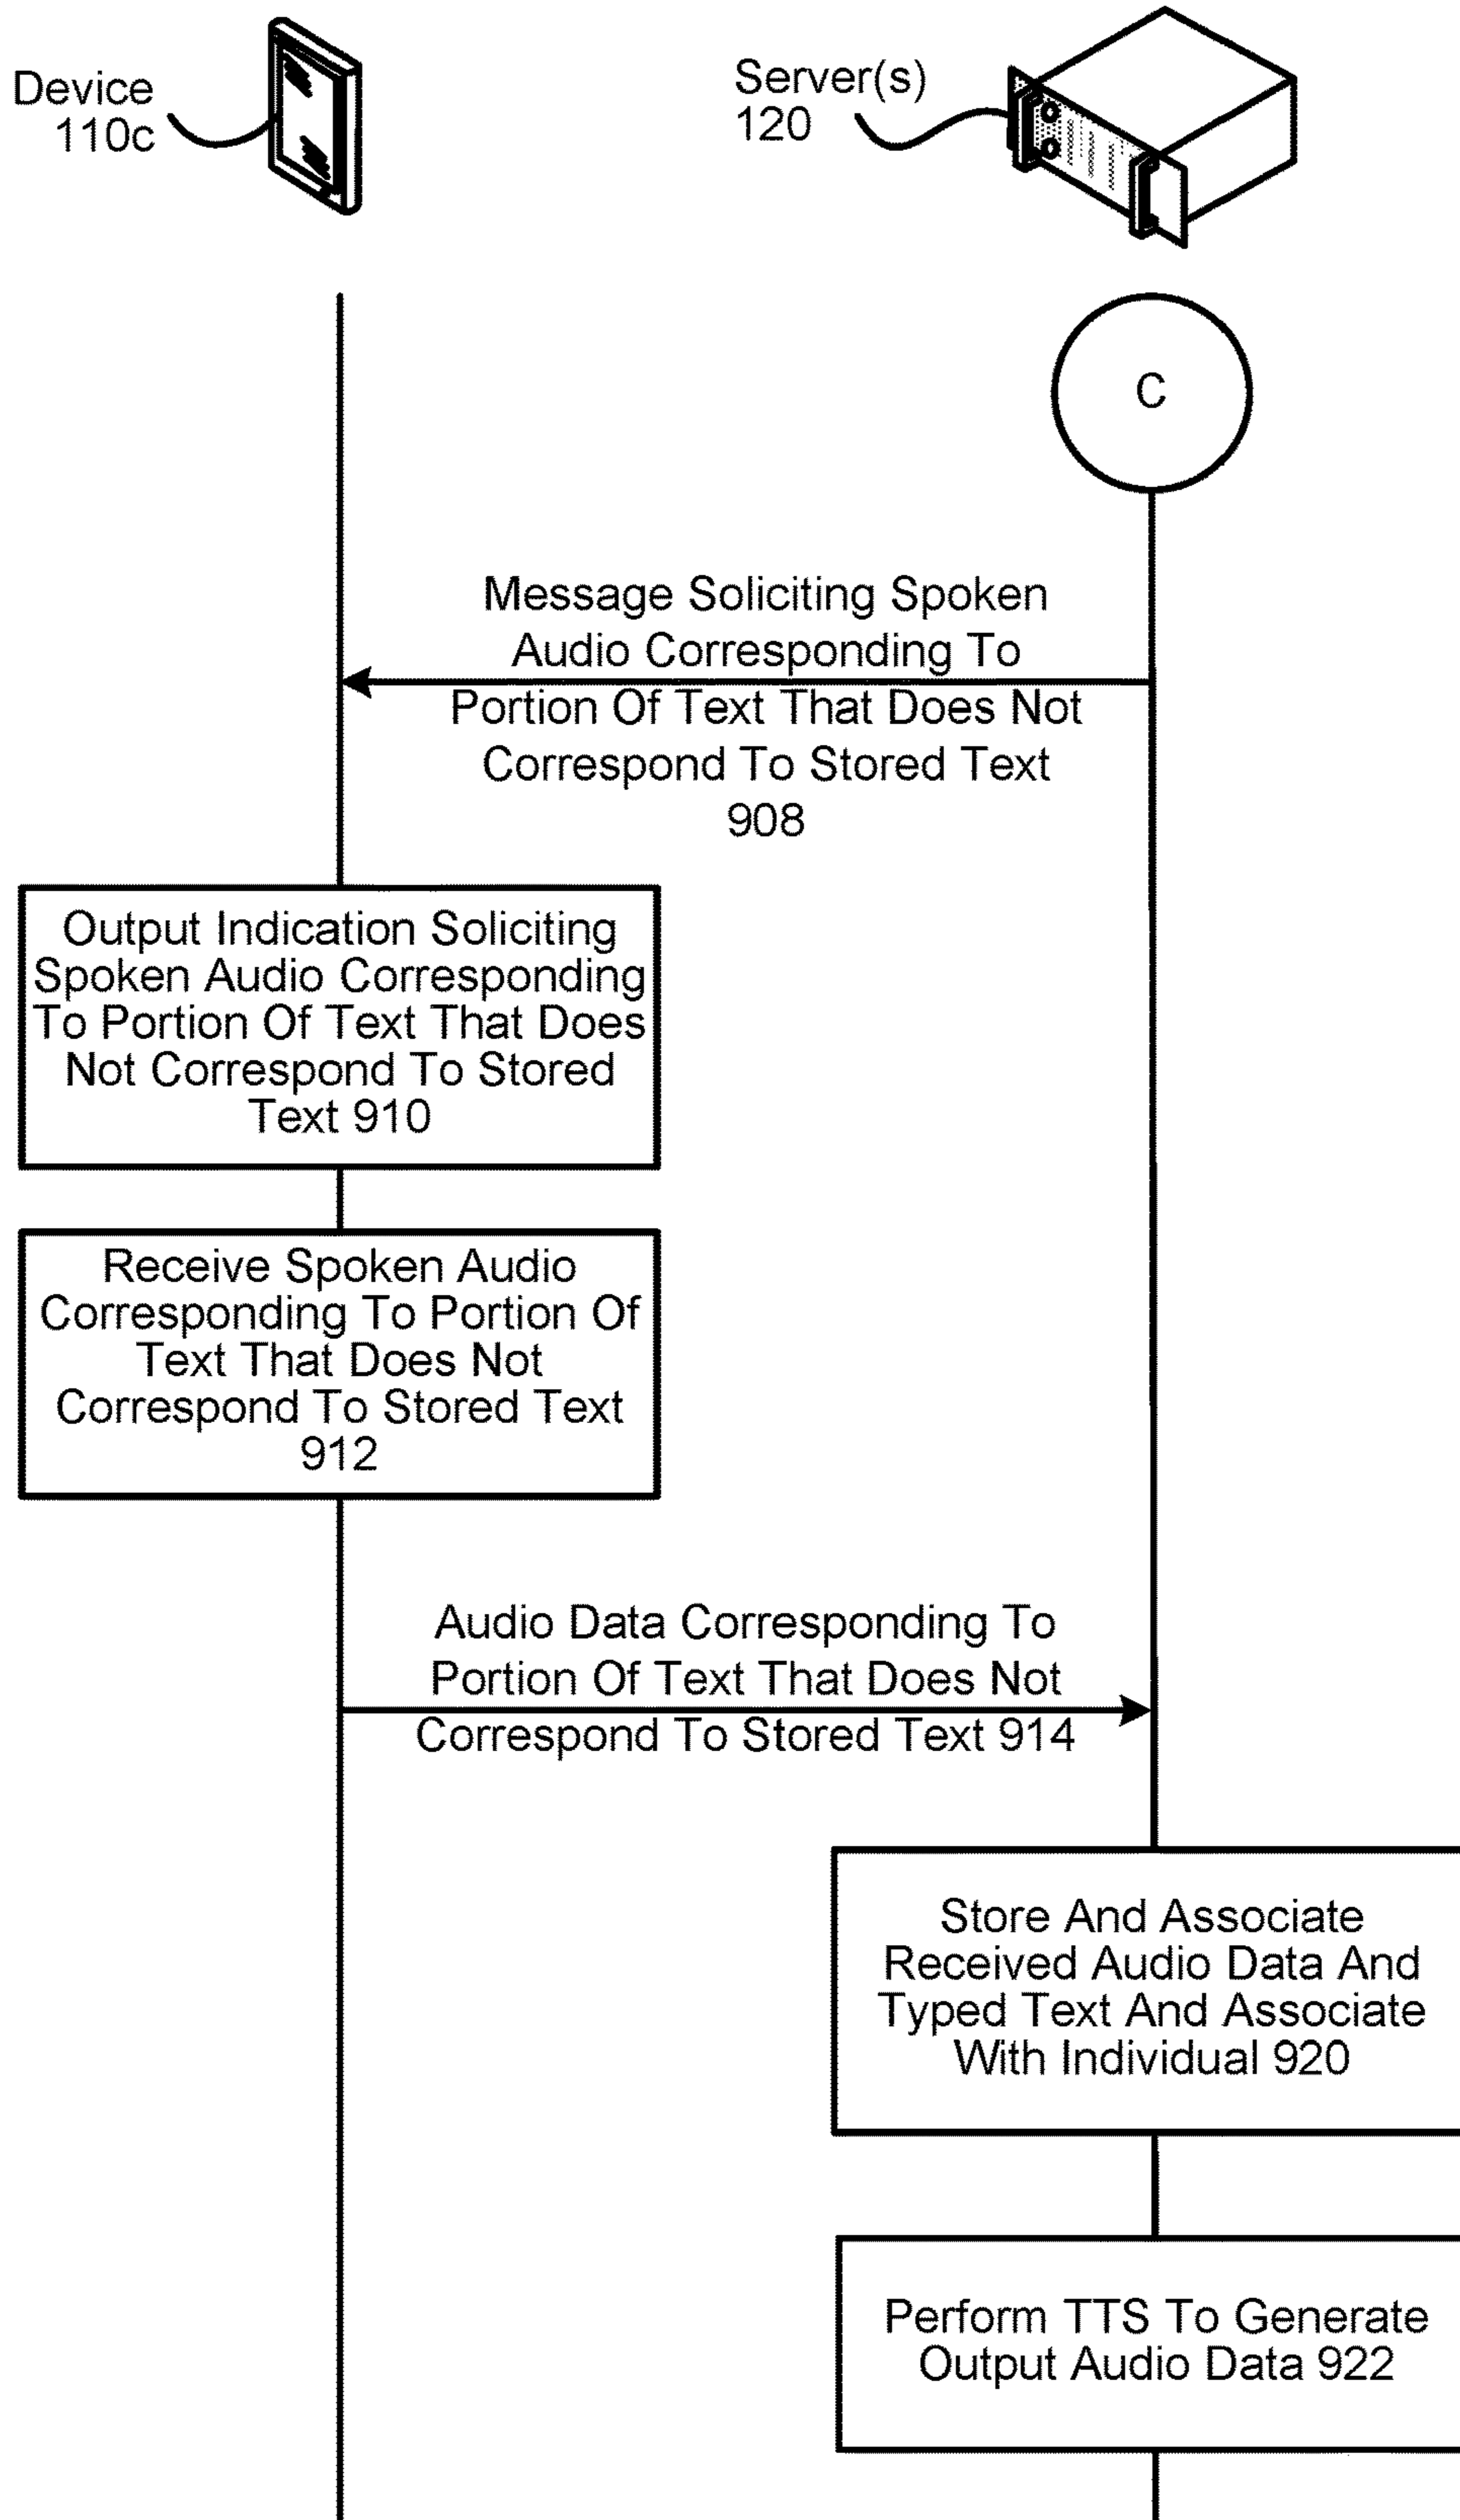 Device
110c
Server(s)
120
C
Message Soliciting Spoken
Audio Corresponding To
Portion Of Text That Does Not
Correspond To Stored Text
908
Output Indication Soliciting
Spoken Audio Corresponding
To Portion Of Text That Does
Not Correspond To Stored
Text 910
Receive Spoken Audio
Corresponding To Portion Of
Text That Does Not
Correspond To Stored Text
912
Audio Data Corresponding To
Portion Of Text That Does Not
Correspond To Stored Text 914
Store And Associate
Received Audio Data And
Typed Text And Associate
With Individual 920
Perform TTS To Generate
Output Audio Data 922